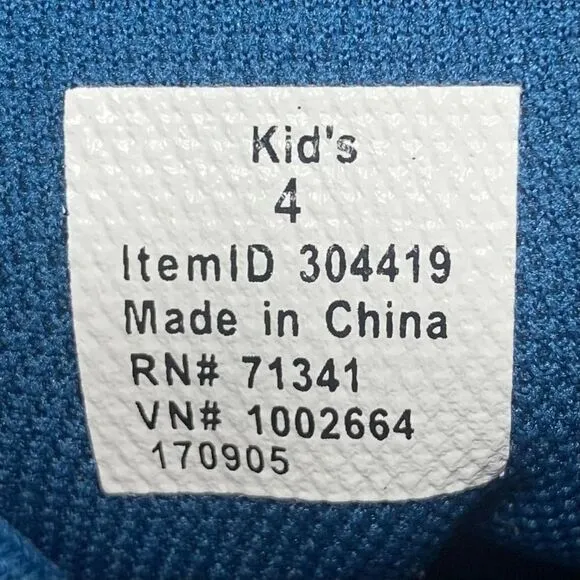 Kid's
4
ItemID 304419
Made in China
RN# 71341
VN# 1002664
170905